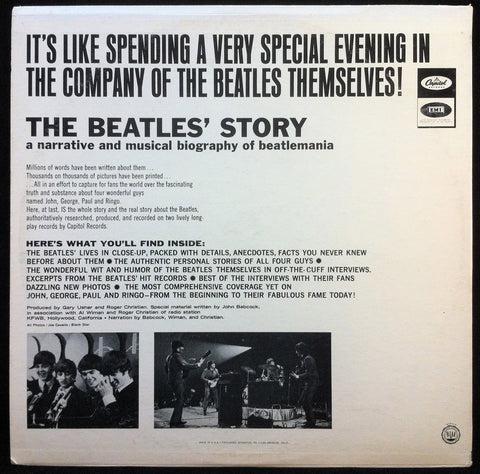 IT'S LIKE SPENDING A VERY SPECIAL EVENING IN
THE COMPANY OF THE BEATLES THEMSELVES!
Capitol
EMI
THE BEATLES' STORY
a narrative and musical biography of beatlemania
Millions of words have been written about them . . .
Thousands on thousands of pictures have been printed . . .
. . . All in an effort to capture for fans the world over the fascinating
truth and substance about four wonderful guys
named John, George, Paul and Ringo.
Here, at last, IS the whole story and the real story about the Beatles,
authoritatively researched, produced, and recorded on two lively long-
play records by Capitol Records.
HERE'S WHAT YOU'LL FIND INSIDE:
THE BEATLES' LIVES IN CLOSE-UP, PACKED WITH DETAILS, ANECDOTES, FACTS YOU NEVER
BEFORE ABOUT THEM ● THE AUTHENTIC PERSONAL STORIES OF ALL FOUR GUYS ●
THE WONDERFUL WIT AND HUMOR OF THE BEATLES THEMSELVES IN OFF-THE-CUFF INTERVIEWS.
EXCERPTS FROM THE BEATLES' HIT RECORDS ● BEST OF THE INTERVIEWS WITH THEIR FANS
DAZZLING NEW PHOTOS ● THE MOST COMPREHENSIVE COVERAGE YET ON
JOHN, GEORGE, PAUL AND RINGO—FROM THE BEGINNING TO THEIR FABULOUS FAME TODAY!
Produced by Gary Usher and Roger Christian. Special material written by John Babcock,
in association with Al Wiman and Roger Christian of radio station
KFWB, Hollywood, California • Narration by Babcock, Wiman, and Christian.
All Photos / Joe Covello / Black Star